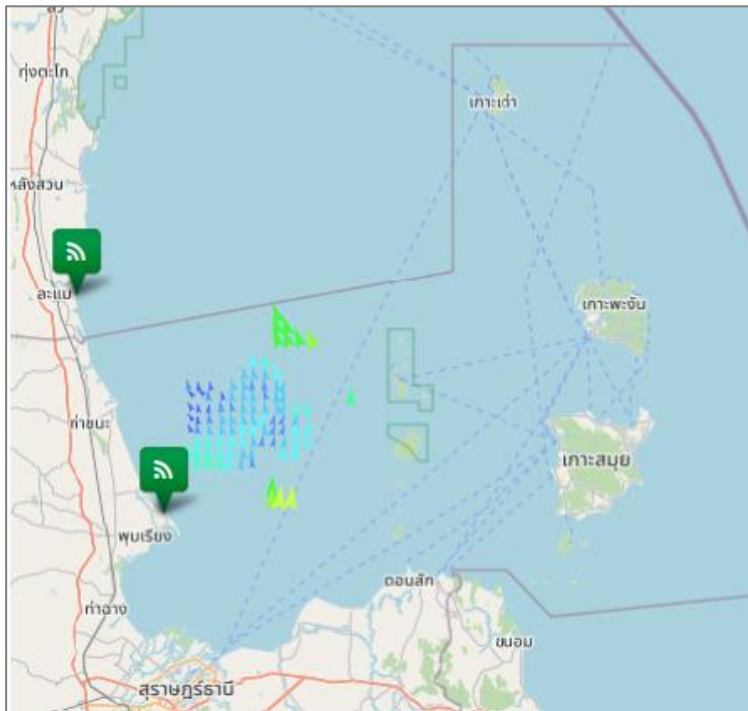 ทุ่งตะโก
เกาะเต่า
หลังสวน
ละแม
เกาะพะงัน
ท่าชนะ
เกาะสมุย
พุมเรียง
ดอนสัก
ท่าฉาง
ขนอม
สุราษฎร์ธานี